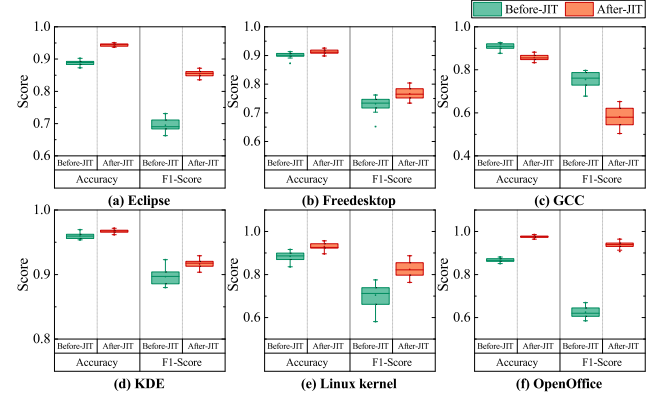 Before-JIT After-JIT
1.0
0.9
0.8
0.7
0.6
Score
Before-JIT After-JIT Before-JIT After-JIT
Accuracy F1-Score
(a) Eclipse
1.0
0.9
0.8
0.7
0.6
0.5
Score
Before-JIT After-JIT Before-JIT After-JIT
Accuracy F1-Score
(b) Freedesktop
1.0
0.8
0.6
0.4
Score
Before-JIT After-JIT Before-JIT After-JIT
Accuracy F1-Score
(c) GCC
1.0
0.9
0.8
Score
Before-JIT After-JIT Before-JIT After-JIT
Accuracy F1-Score
(d) KDE
1.0
0.8
0.6
Score
Before-JIT After-JIT Before-JIT After-JIT
Accuracy F1-Score
(e) Linux kernel
1.0
0.8
0.6
Score
Before-JIT After-JIT Before-JIT After-JIT
Accuracy F1-Score
(f) OpenOffice